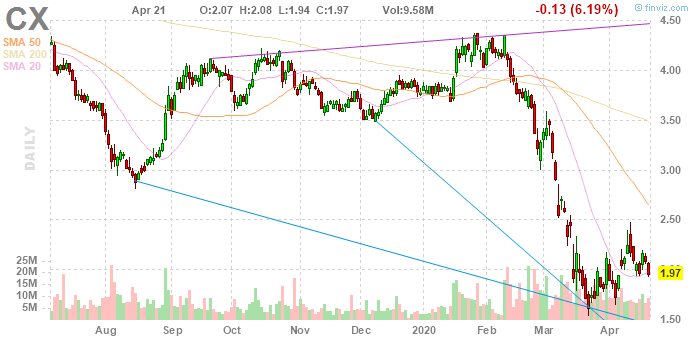 CX Apr 21 O:2.07 H:2.08 L:1.94 C:1.97 Vol:9.58M -0.13 (6.19%) @ finviz.com
SMA 50
SMA 200
SMA 20
DAILY
4.50
4.00
3.50
3.00
2.50
1.97
1.50
25M
20M
15M
10M
5M
Aug Sep Oct Nov Dec 2020 Feb Mar Apr